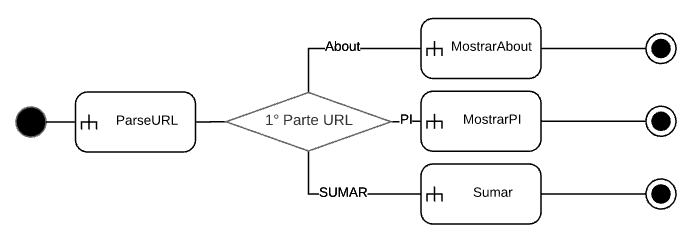 About
MostrarAbout
ParseURL
1° Parte URL
PI
MostrarPI
SUMAR
Sumar